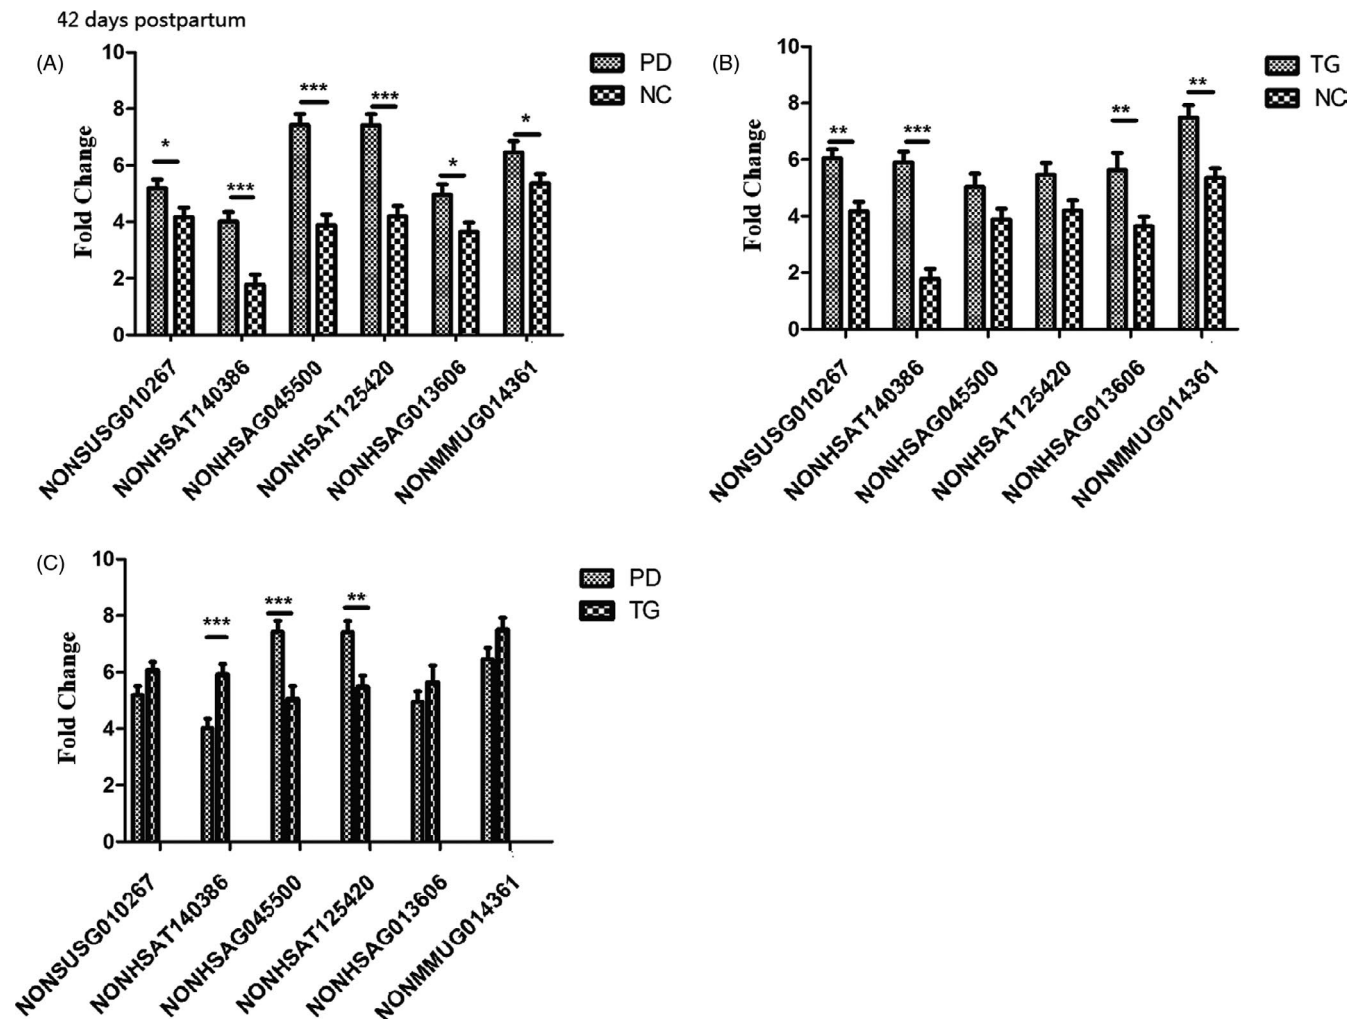 42 days postpartum
(A)
10
8
6
4
2
0
Fold Change
*
***
***
***
*
*
PD
NC
NONSUSG010267
NONHSAT140386
NONHSAG045500
NONHSAT125420
NONHSAG013606
NONMMUG014361
(B)
10
8
6
4
2
0
Fold Change
**
***
**
**
TG
NC
NONSUSG010267
NONHSAT140386
NONHSAG045500
NONHSAT125420
NONHSAG013606
NONMMUG014361
(C)
10
8
6
4
2
0
Fold Change
***
***
**
PD
TG
NONSUSG010267
NONHSAT140386
NONHSAG045500
NONHSAT125420
NONHSAG013606
NONMMUG014361